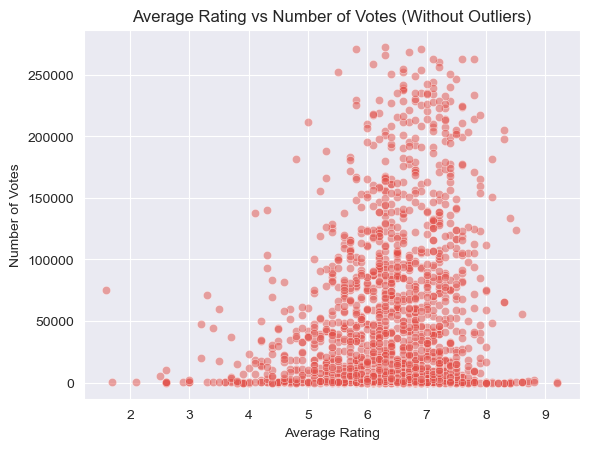 Average Rating vs Number of Votes (Without Outliers)
Number of Votes
250000
200000
150000
100000
50000
0
2 3 4 5 6 7 8 9
Average Rating